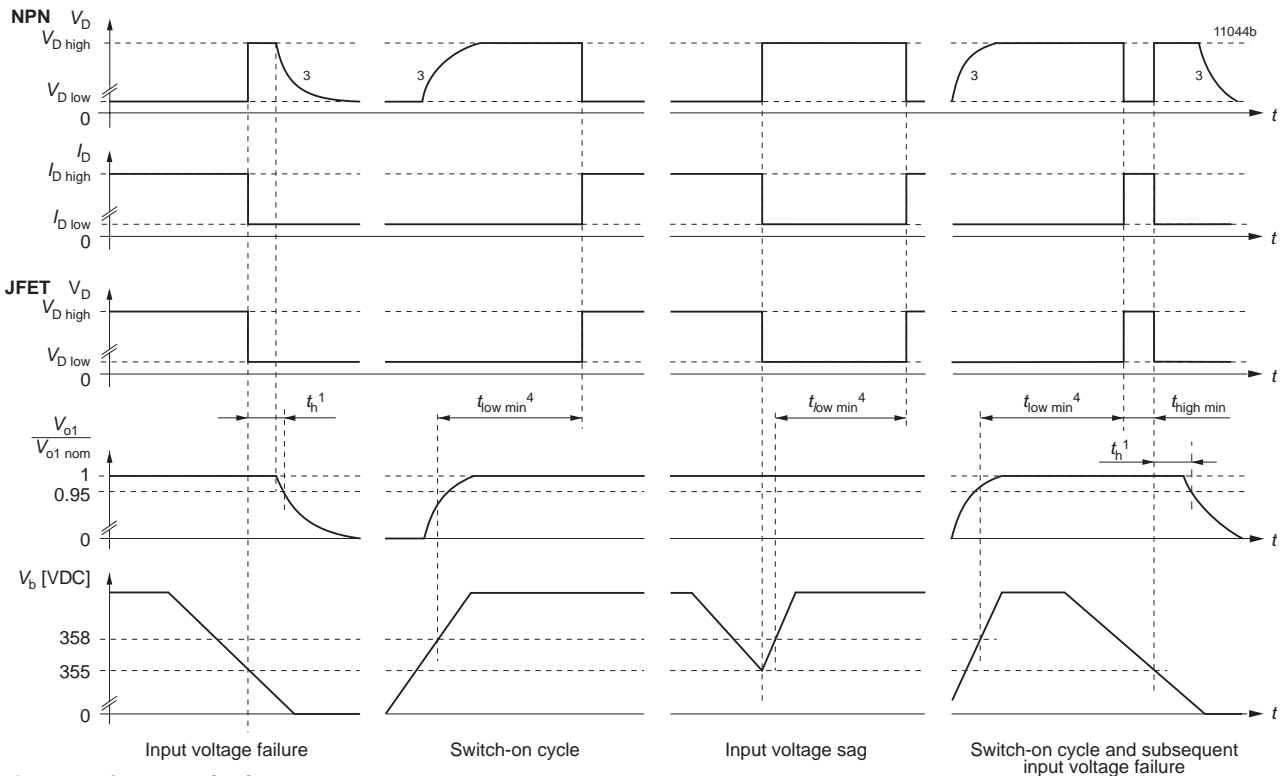 NPN V_D
V_D high
3
3
3
3
11044b
V_D low
0
t
I_D
I_D high
I_D low
0
t
JFET V_D
V_D high
V_D low
0
t
t_h^1
t_low min^4
t_low min^4
t_low min^4
t_high min
V_o1
V_o1 nom
t_h^1
1
0.95
0
t
V_b [VDC]
358
355
0
t
Input voltage failure
Switch-on cycle
Input voltage sag
Switch-on cycle and subsequent
input voltage failure